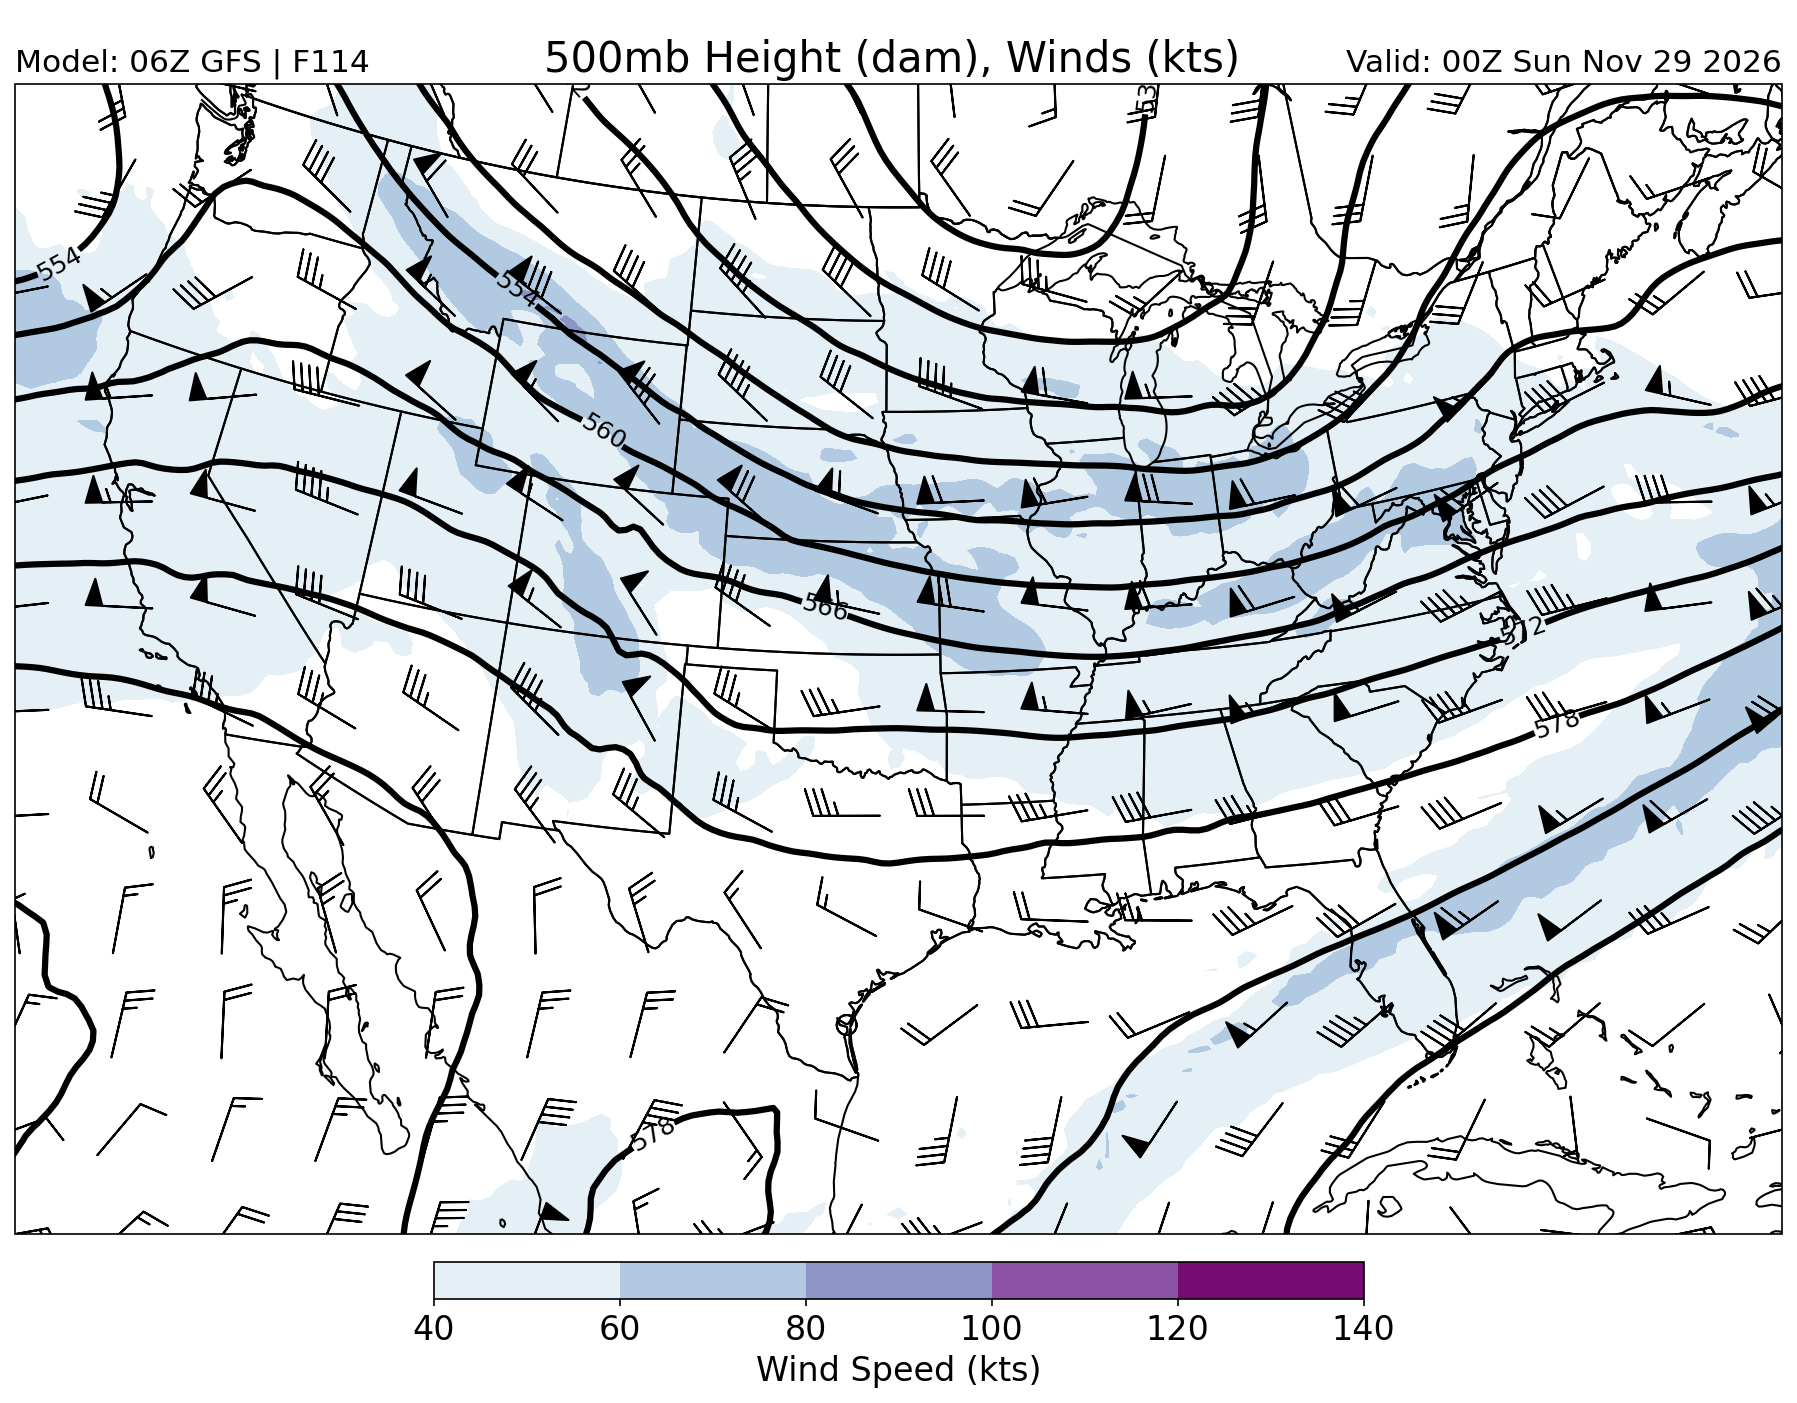 Model: 06Z GFS | F114
500mb Height (dam), Winds (kts)
Valid: 00Z Sun Nov 29 2026
554
554
560
566
572
578
578
40 60 80 100 120 140
Wind Speed (kts)